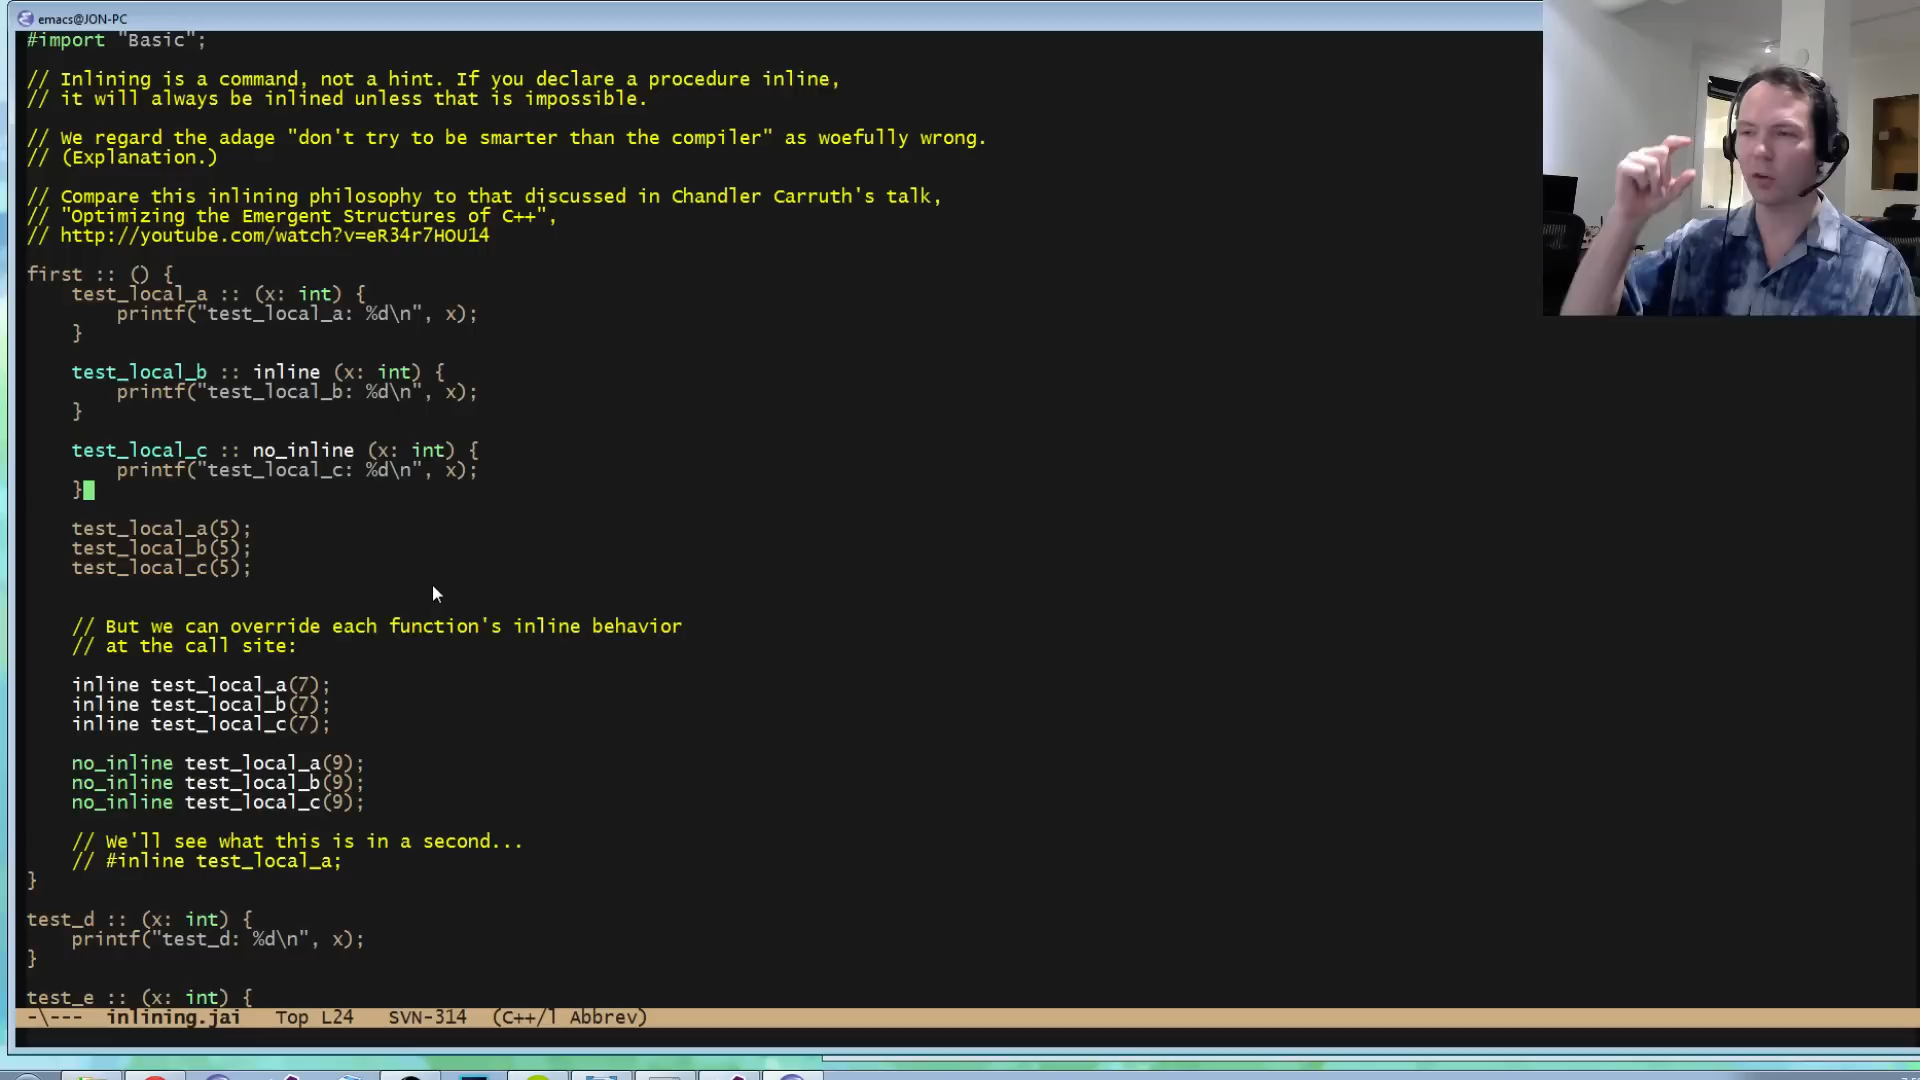 emacs@JON-PC
#import "Basic";
// Inlining is a command, not a hint. If you declare a procedure inline,
// it will always be inlined unless that is impossible.
// We regard the adage "don't try to be smarter than the compiler" as woefully wrong.
// (Explanation.)
// Compare this inlining philosophy to that discussed in Chandler Carruth's talk,
// "Optimizing the Emergent Structures of C++",
// http://youtube.com/watch?v=eR34r7HOU14
first :: () {
    test_local_a :: (x: int) {
        printf("test_local_a: %d\n", x);
    }
    test_local_b :: inline (x: int) {
        printf("test_local_b: %d\n", x);
    }
    test_local_c :: no_inline (x: int) {
        printf("test_local_c: %d\n", x);
    }
    test_local_a(5);
    test_local_b(5);
    test_local_c(5);
    // But we can override each function's inline behavior
    // at the call site:
    inline test_local_a(7);
    inline test_local_b(7);
    inline test_local_c(7);
    no_inline test_local_a(9);
    no_inline test_local_b(9);
    no_inline test_local_c(9);
    // We'll see what this is in a second...
    // #inline test_local_a;
}
test_d :: (x: int) {
    printf("test_d: %d\n", x);
}
test_e :: (x: int) {
-\---  inlining.jai   Top L24   SVN-314  (C++/l Abbrev)